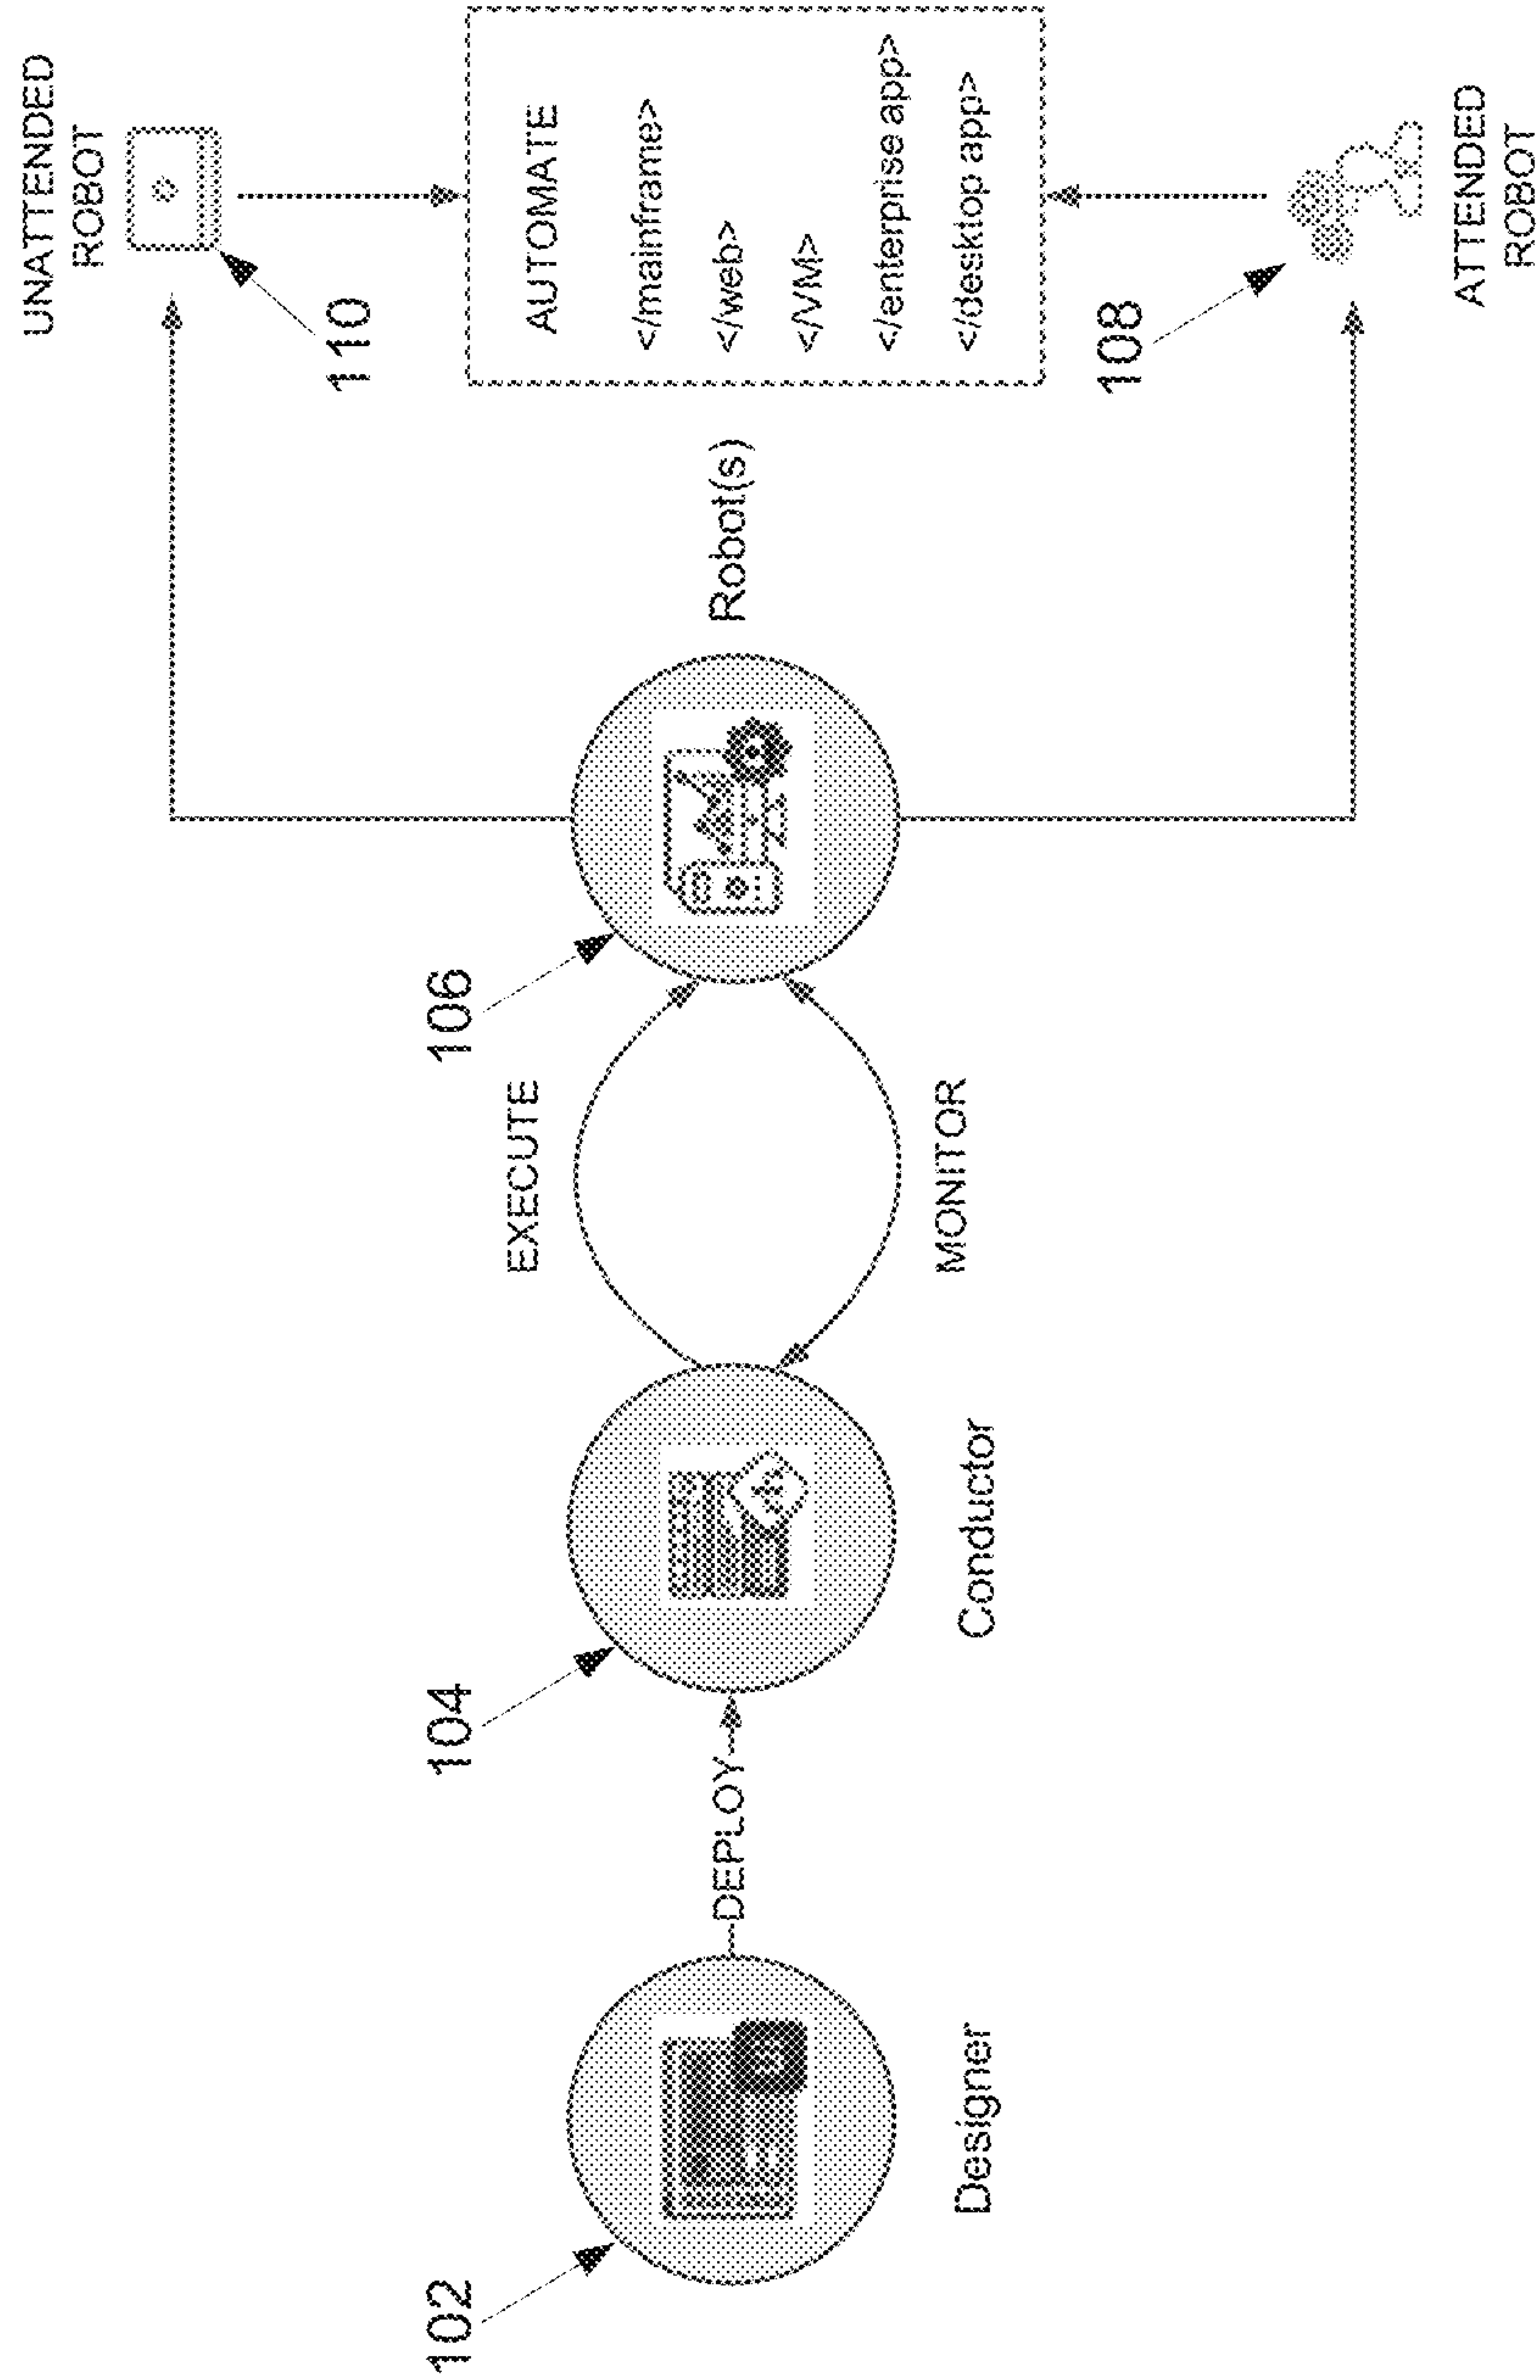 UNATTENDED
ROBOT
110
102
104
106
EXECUTE
DEPLOY
MONITOR
Designer
Conductor
Robot(s)
AUTOMATE
</mainframe>
</web>
</VM>
</enterprise app>
</desktop app>
108
ATTENDED
ROBOT